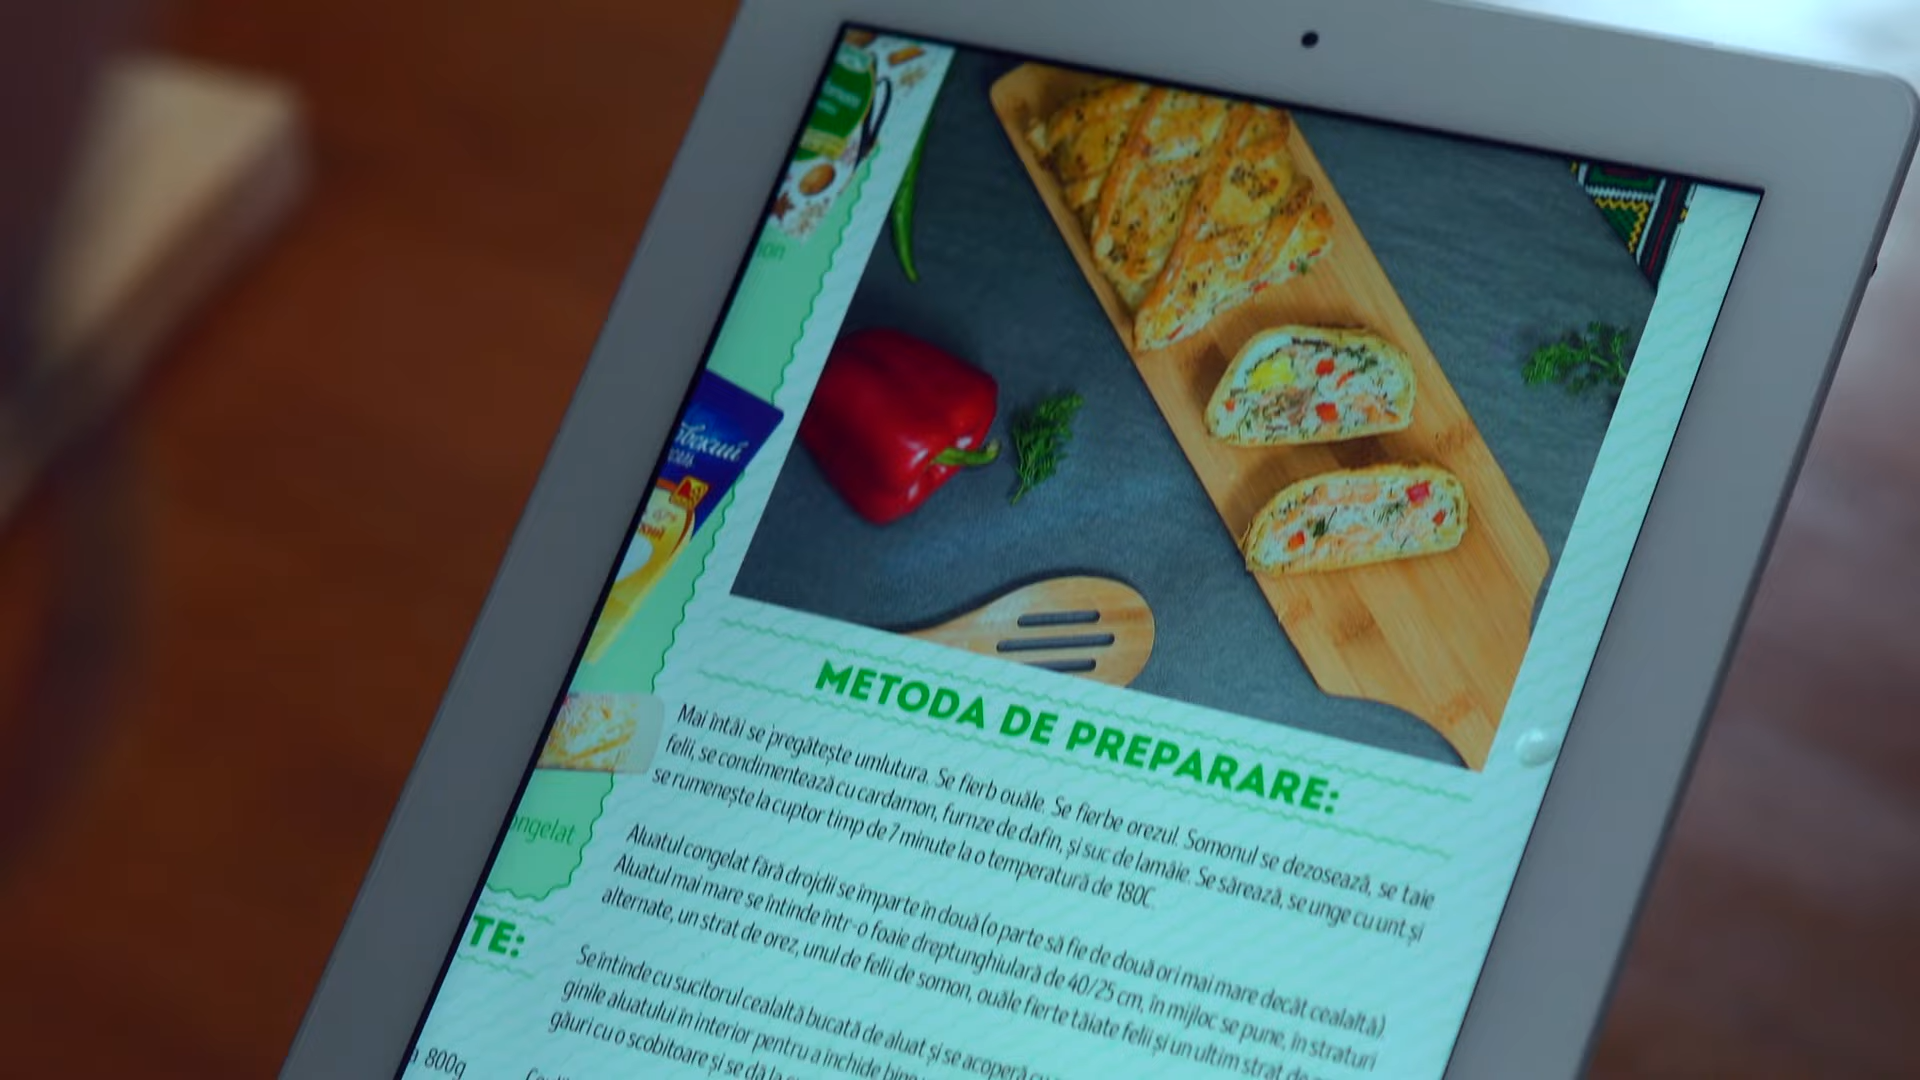 ion
METODA DE PREPARARE:
Mai întâi se pregătește umlutura. Se fierb ouăle. Se fierbe orezul. Somonul se dezosează, se taie
felii, se condimentează cu cardamon, furnze de dafin, și suc de lamâie. Se sărează, se unge cu unt și
se rumenește la cuptor timp de 7 minute la o temperatură de 180C.
Aluatul congelat fără drojdii se împarte în două (o parte să fie de două ori mai mare decât cealaltă)
Aluatul mai mare se întinde într-o foaie dreptunghiulară de 40/25 cm, în mijloc se pune, în straturi
alternate, un strat de orez, unul de felii de somon, ouăle fierte tăiate felii și un ultim strat de
Se întinde cu sucitorul cealaltă bucată de aluat și se acoperă
ginile aluatului în interior pentru a închide
găuri cu o scobitoare și se dă la
ongelat
TE:
800g